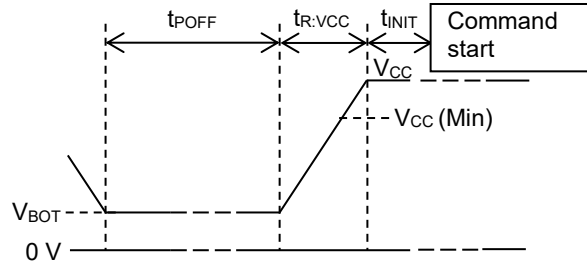 tPOFF
tR:VCC
tINIT
Command
start
VCC
VCC (Min)
VBOT
0 V